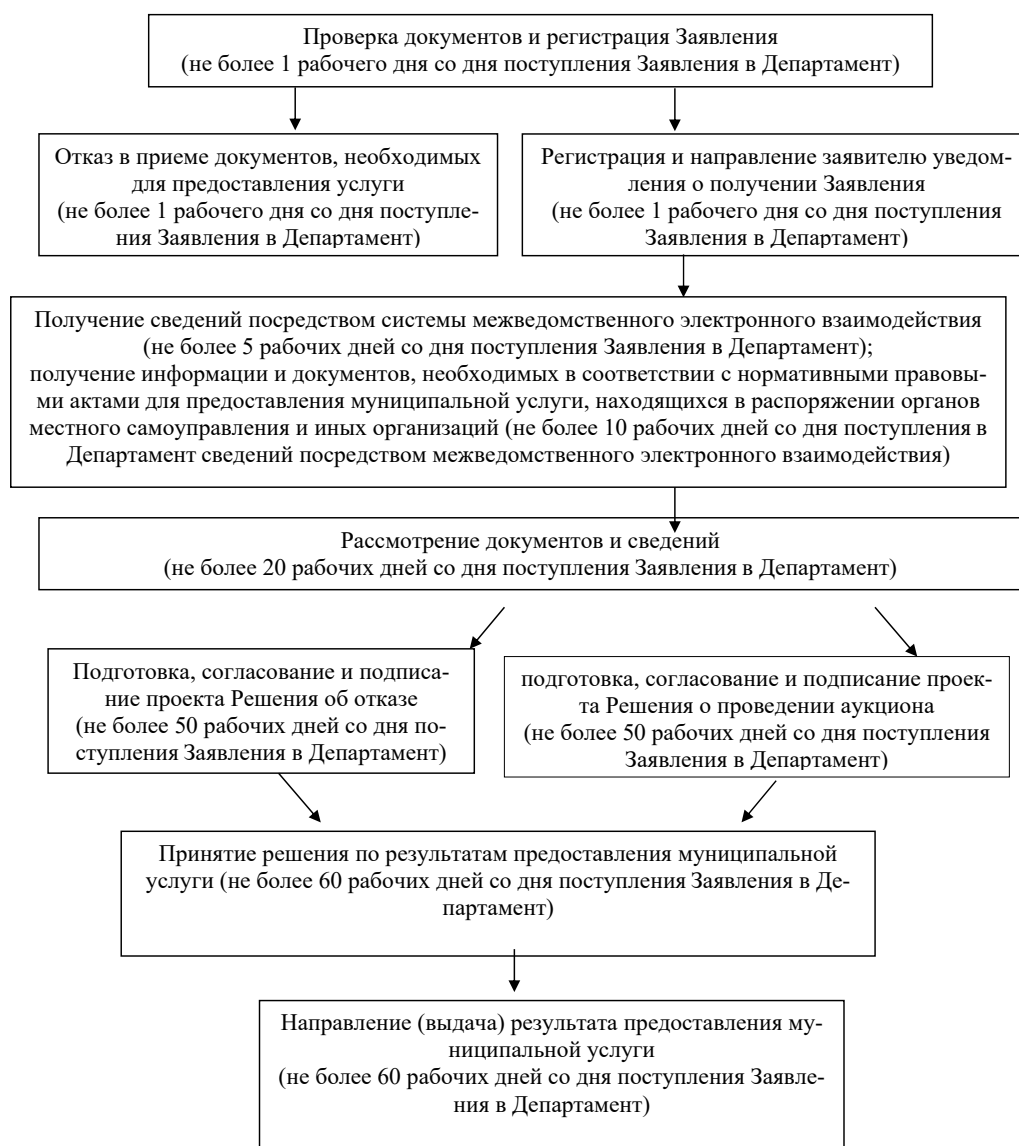 Проверка документов и регистрация Заявления
(не более 1 рабочего дня со дня поступления Заявления в Департамент)
Отказ в приеме документов, необходимых
для предоставления услуги
(не более 1 рабочего дня со дня поступле-
ния Заявления в Департамент)
Регистрация и направление заявителю уведом-
ления о получении Заявления
(не более 1 рабочего дня со дня поступления
Заявления в Департамент)
Получение сведений посредством системы межведомственного электронного взаимодействия
(не более 5 рабочих дней со дня поступления Заявления в Департамент);
получение информации и документов, необходимых в соответствии с нормативными правовы-
ми актами для предоставления муниципальной услуги, находящихся в распоряжении органов
местного самоуправления и иных организаций (не более 10 рабочих дней со дня поступления в
Департамент сведений посредством межведомственного электронного взаимодействия)
Рассмотрение документов и сведений
(не более 20 рабочих дней со дня поступления Заявления в Департамент)
Подготовка, согласование и подписа-
ние проекта Решения об отказе
(не более 50 рабочих дней со дня по-
ступления Заявления в Департамент)
подготовка, согласование и подписание проек-
та Решения о проведении аукциона
(не более 50 рабочих дней со дня поступления
Заявления в Департамент)
Принятие решения по результатам предоставления муниципальной
услуги (не более 60 рабочих дней со дня поступления Заявления в Де-
партамент)
Направление (выдача) результата предоставления му-
ниципальной услуги
(не более 60 рабочих дней со дня поступления Заявле-
ния в Департамент)